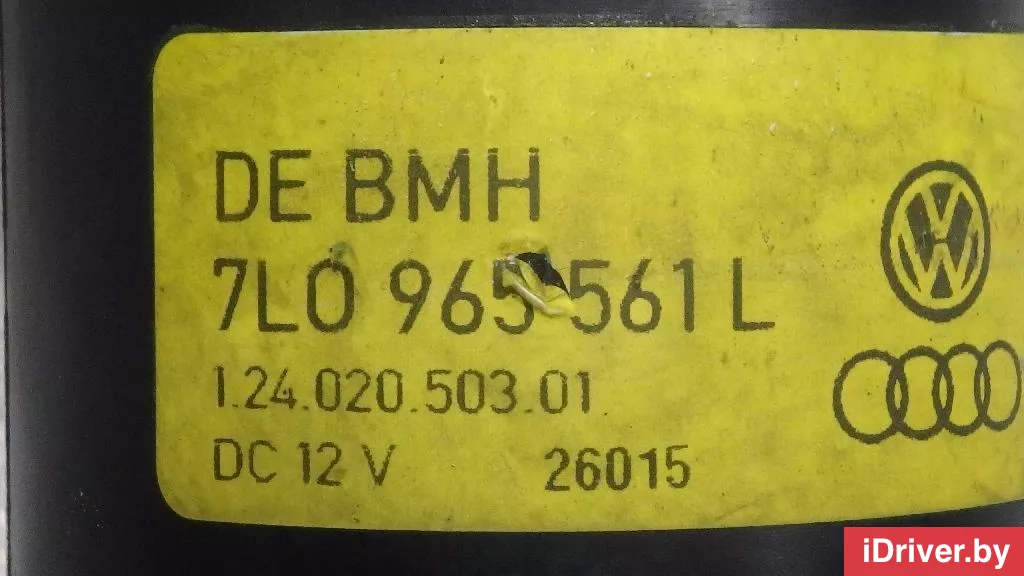 DE BMH
7L0 965 561 L
1.24.020.503.01
DC 12 V 26015
iDriver.by